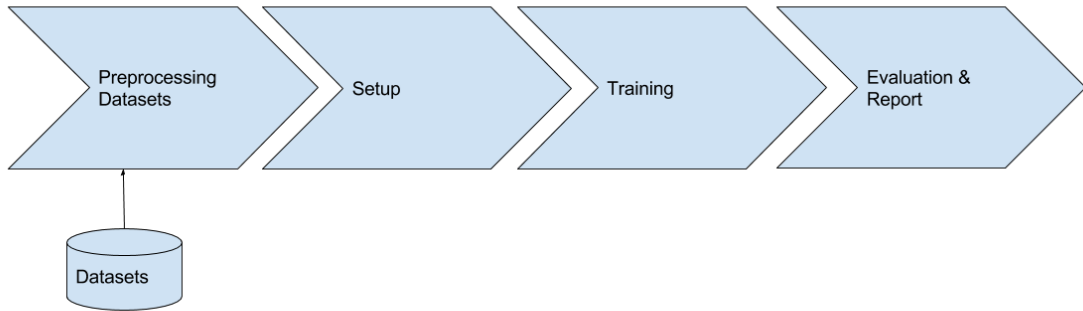 Preprocessing
Datasets
Setup
Training
Evaluation &
Report
Datasets